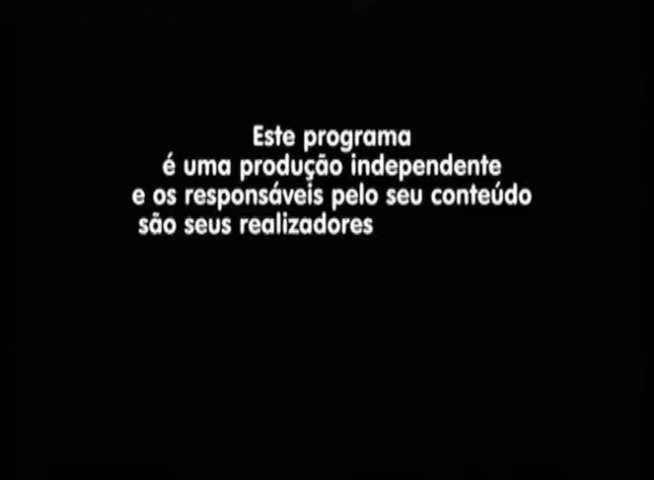 Este programa
é uma produção independente
e os responsáveis pelo seu conteúdo
são seus realizadores